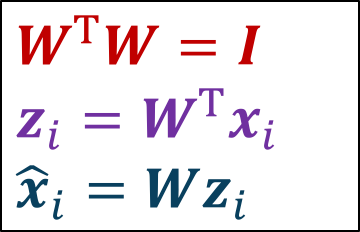 WᵀW = I
zᵢ = Wᵀxᵢ
x̂ᵢ = Wzᵢ